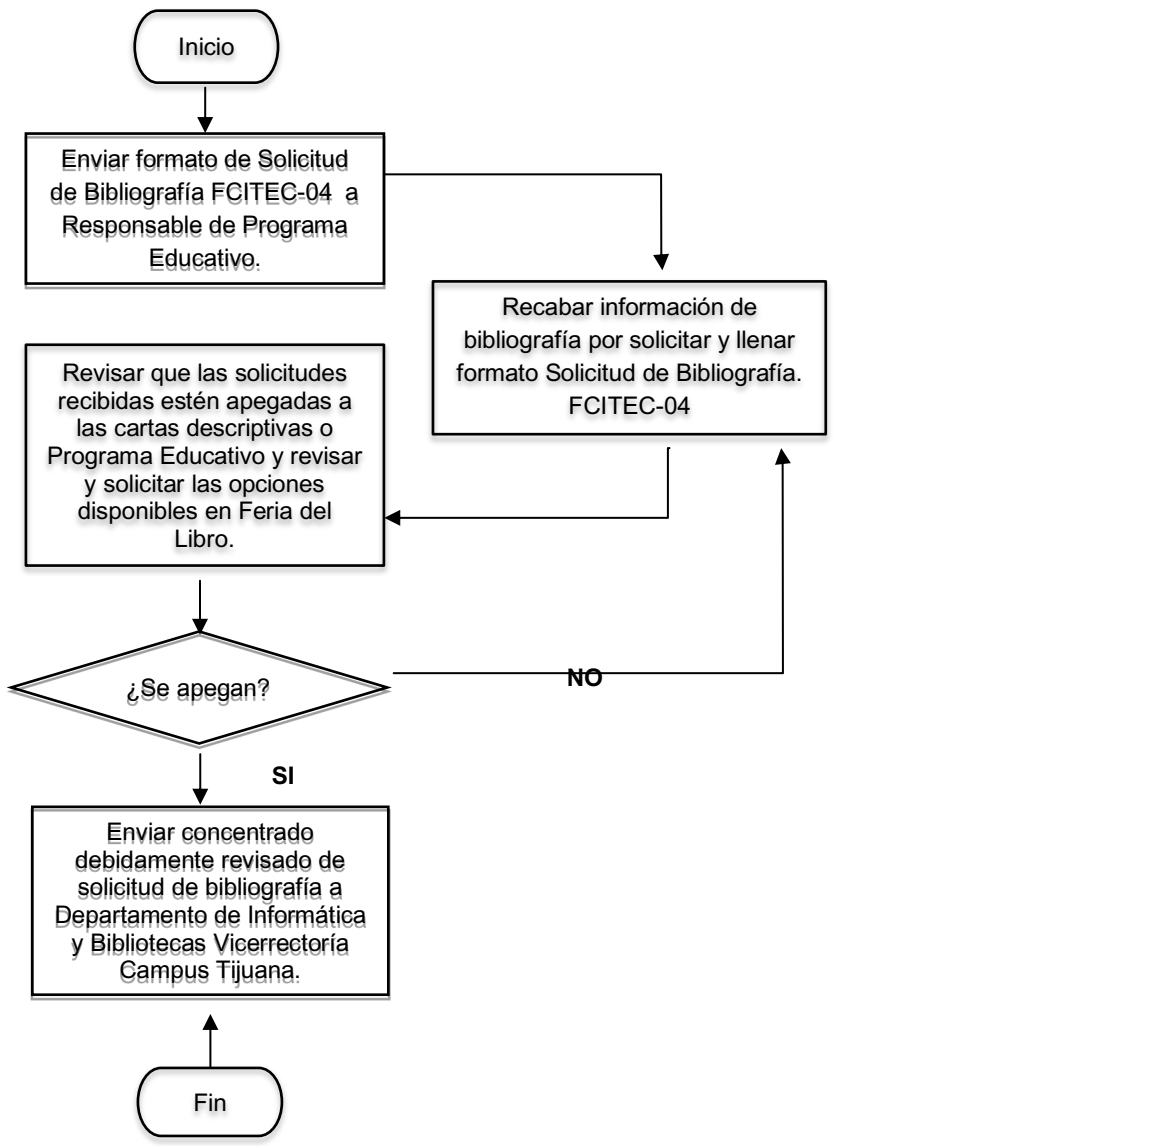 Inicio
Enviar formato de Solicitud
de Bibliografía FCITEC-04 a
Responsable de Programa
Educativo.
Recabar información de
bibliografía por solicitar y llenar
formato Solicitud de Bibliografía.
FCITEC-04
Revisar que las solicitudes
recibidas estén apegadas a
las cartas descriptivas o
Programa Educativo y revisar
y solicitar las opciones
disponibles en Feria del
Libro.
¿Se apegan?
NO
SI
Enviar concentrado
debidamente revisado de
solicitud de bibliografía a
Departamento de Informática
y Bibliotecas Vicerrectoría
Campus Tijuana.
Fin